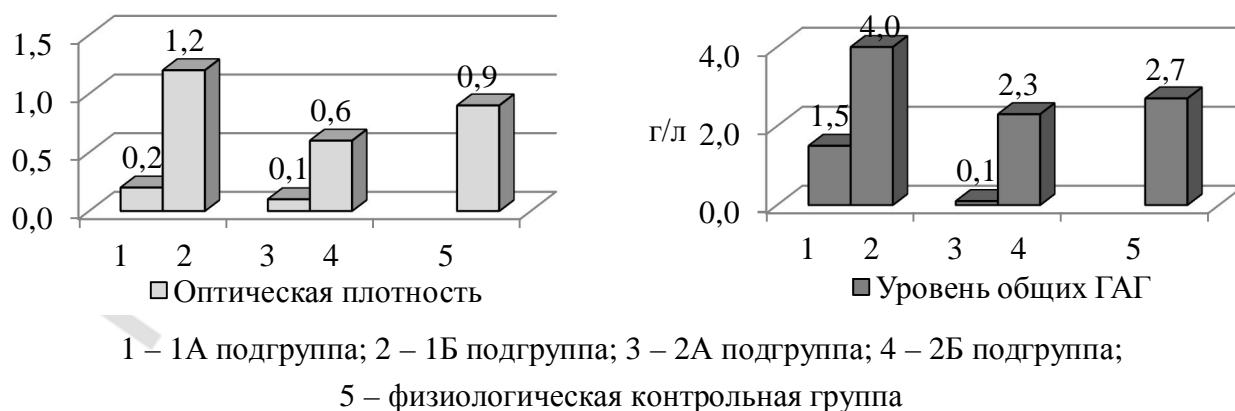 1,5
1,0
0,5
0,0
0,2
1,2
0,1
0,6
0,9
1 2 3 4 5
Оптическая плотность
г/л
4,0
2,0
0,0
1,5
4,0
0,1
2,3
2,7
1 2 3 4 5
Уровень общих ГАГ
1 – 1А подгруппа; 2 – 1Б подгруппа; 3 – 2А подгруппа; 4 – 2Б подгруппа;
5 – физиологическая контрольная группа